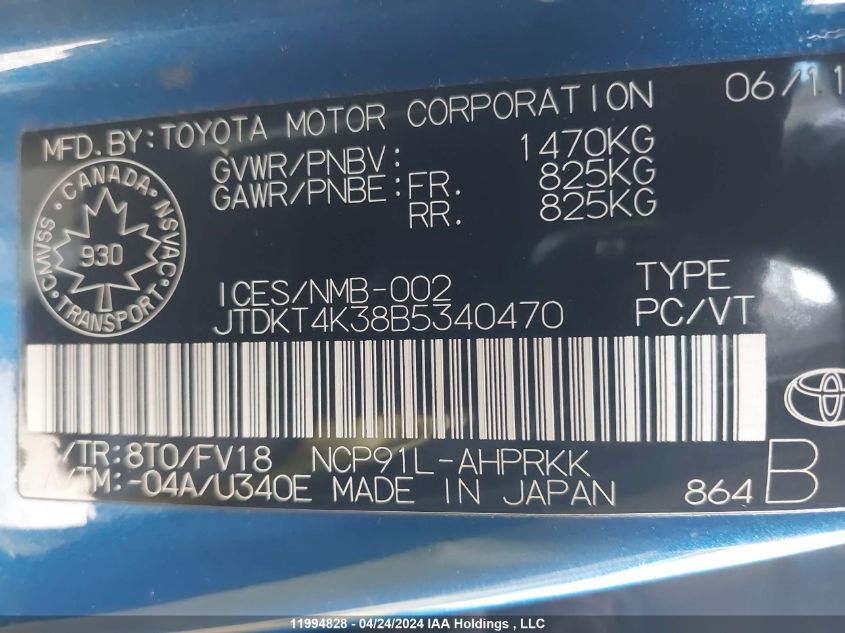 06/11
MFD.BY:TOYOTA MOTOR CORPORATION
GVWR/PNBV: 1470KG
GAWR/PNBE:FR. 825KG
RR. 825KG
CANADA
CMVSS NSVAC
930
TRANSPORT
ICES/NMB-002 TYPE
JTDKT4K38B5340470 PC/VT
/TR:8T0/FV18 NCP91L-AHPRKK
/TM:-04A/U340E MADE IN JAPAN 864 B
11994828 - 04/24/2024 IAA Holdings , LLC